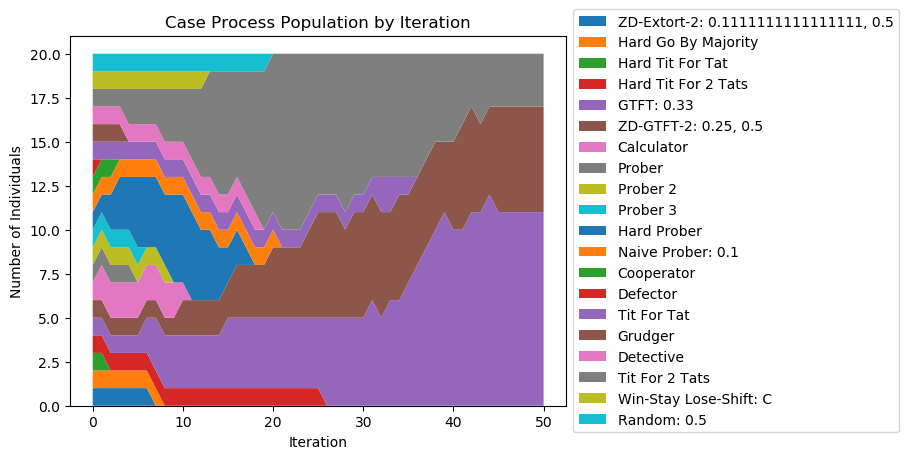 Case Process Population by Iteration
Number of Individuals
20.0
17.5
15.0
12.5
10.0
7.5
5.0
2.5
0.0
0 10 20 30 40 50
Iteration
ZD-Extort-2: 0.1111111111111111, 0.5
Hard Go By Majority
Hard Tit For Tat
Hard Tit For 2 Tats
GTFT: 0.33
ZD-GTFT-2: 0.25, 0.5
Calculator
Prober
Prober 2
Prober 3
Hard Prober
Naive Prober: 0.1
Cooperator
Defector
Tit For Tat
Grudger
Detective
Tit For 2 Tats
Win-Stay Lose-Shift: C
Random: 0.5